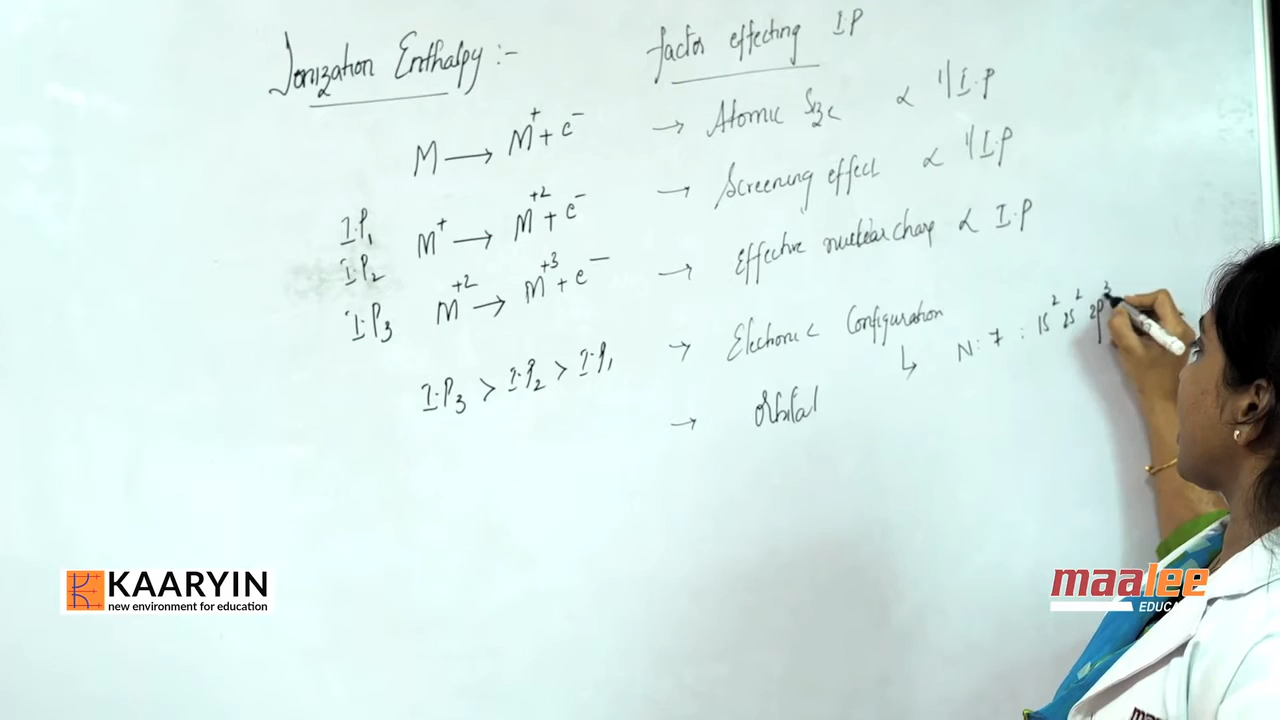 Ionization Enthalpy :-
M → M⁺ + e⁻
I.P₁ M⁺ → M⁺² + e⁻
I.P₂
I.P₃ M⁺² → M⁺³ + e⁻
I.P₃ > I.P₂ > I.P₁
factor effecting I.P
→ Atomic Size ∝ 1/I.P
→ Screening effect ∝ 1/I.P
→ Effective nuclear charge ∝ I.P
→ Electronic Configuration
↳ N: 7 : 1S² 2S² 2P³
→ Orbital
KAARYIN
new environment for education
maalee
EDUCA